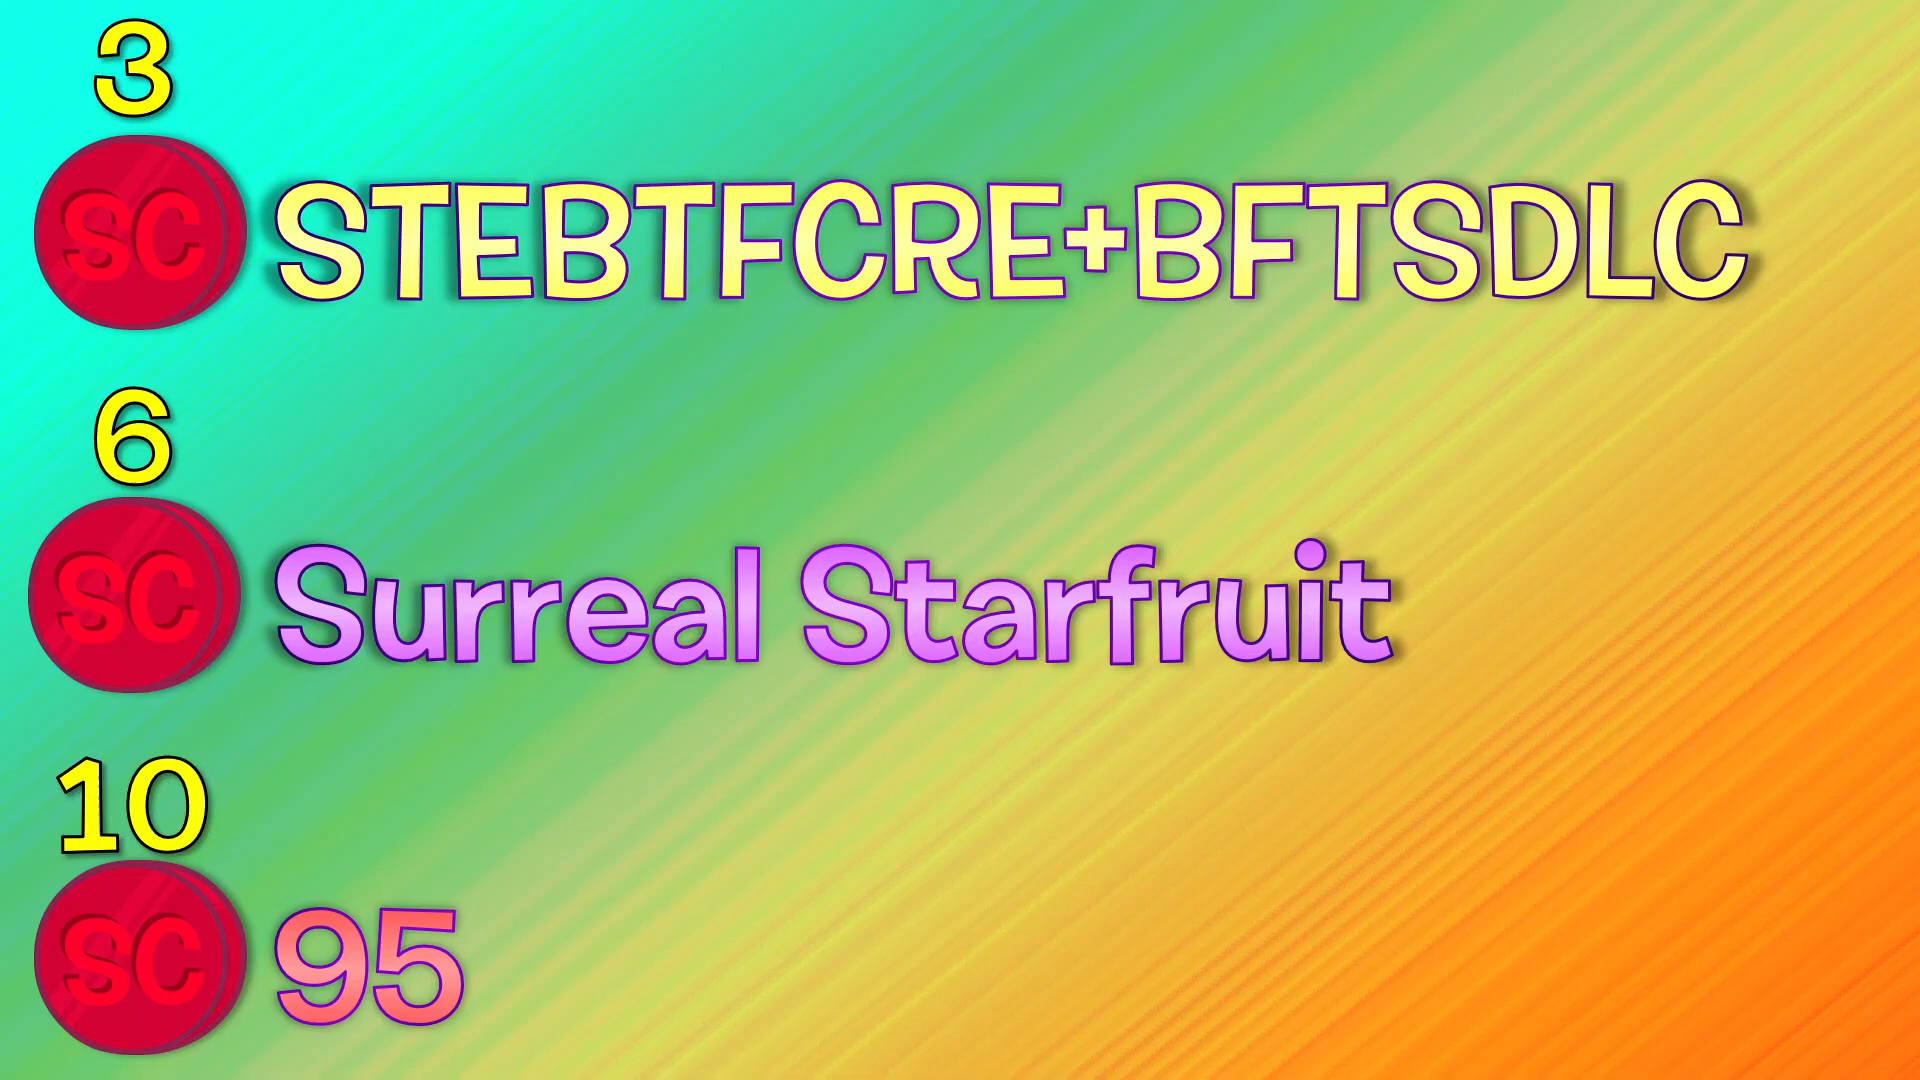 3
SC STEBTFCRE+BFTSDLC
6
SC Surreal Starfruit
10
SC 95